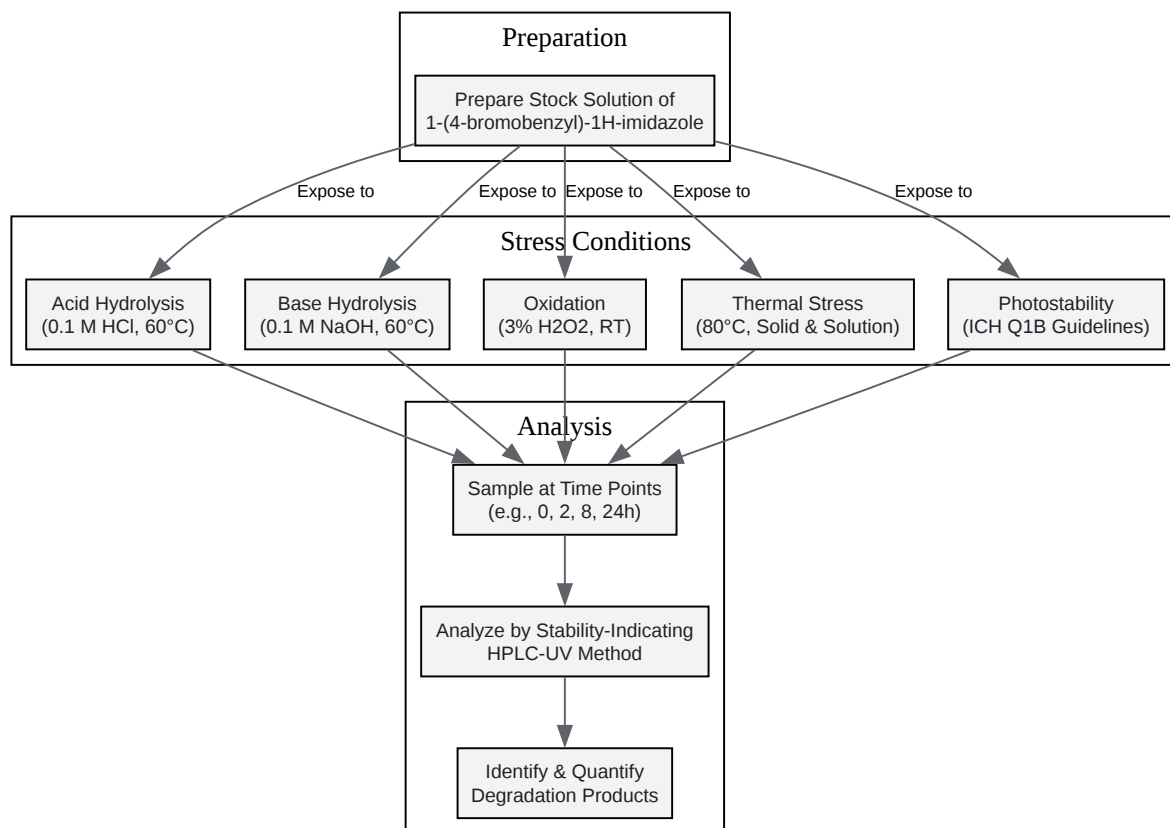 Preparation
Prepare Stock Solution of
1-(4-bromobenzyl)-1H-imidazole
Expose to
Expose to
Expose to
Expose to
Expose to
Stress Conditions
Acid Hydrolysis
(0.1 M HCl, 60°C)
Base Hydrolysis
(0.1 M NaOH, 60°C)
Oxidation
(3% H2O2, RT)
Thermal Stress
(80°C, Solid & Solution)
Photostability
(ICH Q1B Guidelines)
Analysis
Sample at Time Points
(e.g., 0, 2, 8, 24h)
Analyze by Stability-Indicating
HPLC-UV Method
Identify & Quantify
Degradation Products